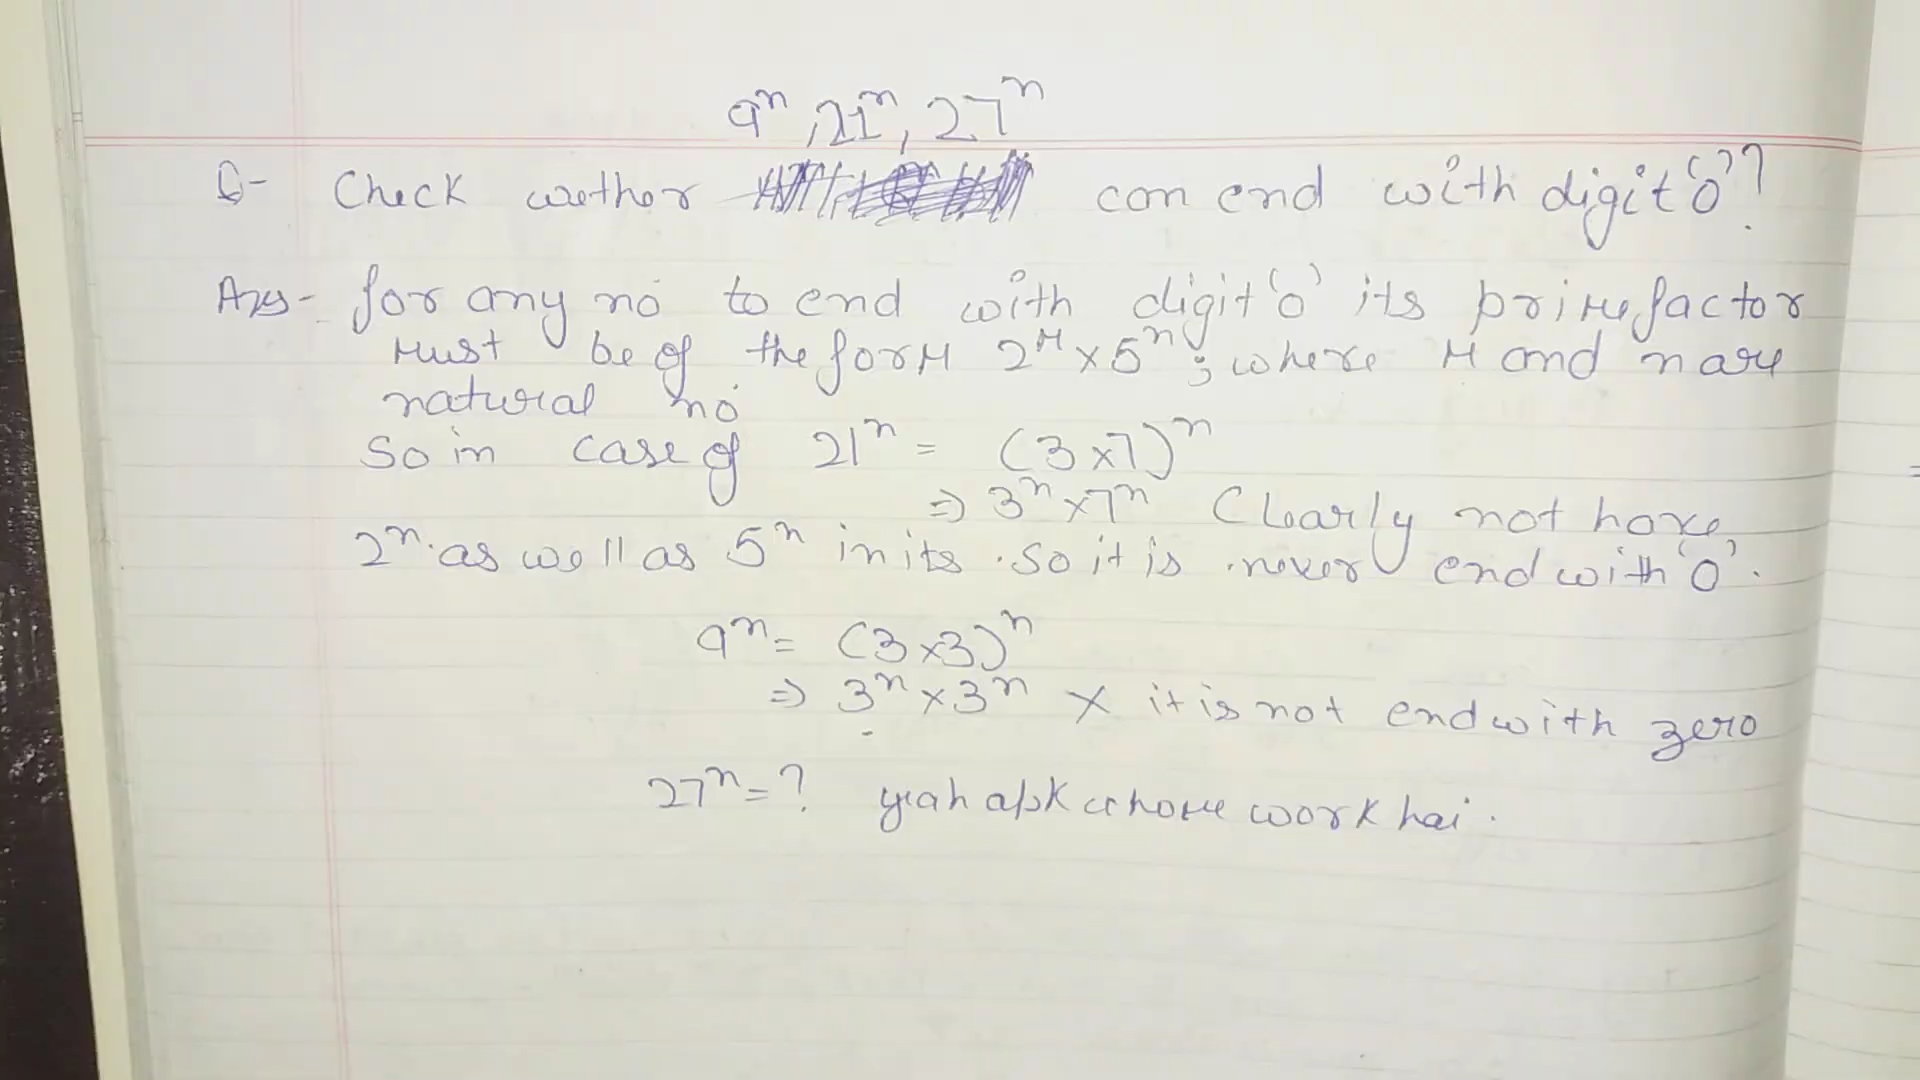 9ⁿ, 21ⁿ, 27ⁿ
Q- Check wether can end with digit '0'?
Ans- for any no to end with digit '0' its prime factor
must be of the form 2ᵐ × 5ⁿ ; where m and n are
natural no
So in case of 21ⁿ = (3×7)ⁿ
⇒ 3ⁿ×7ⁿ Clearly not have
2ⁿ. as well as 5ⁿ in its . So it is never end with '0'.
9ⁿ = (3×3)ⁿ
⇒ 3ⁿ × 3ⁿ × it is not end with zero
27ⁿ = ? yah apk a home work hai .